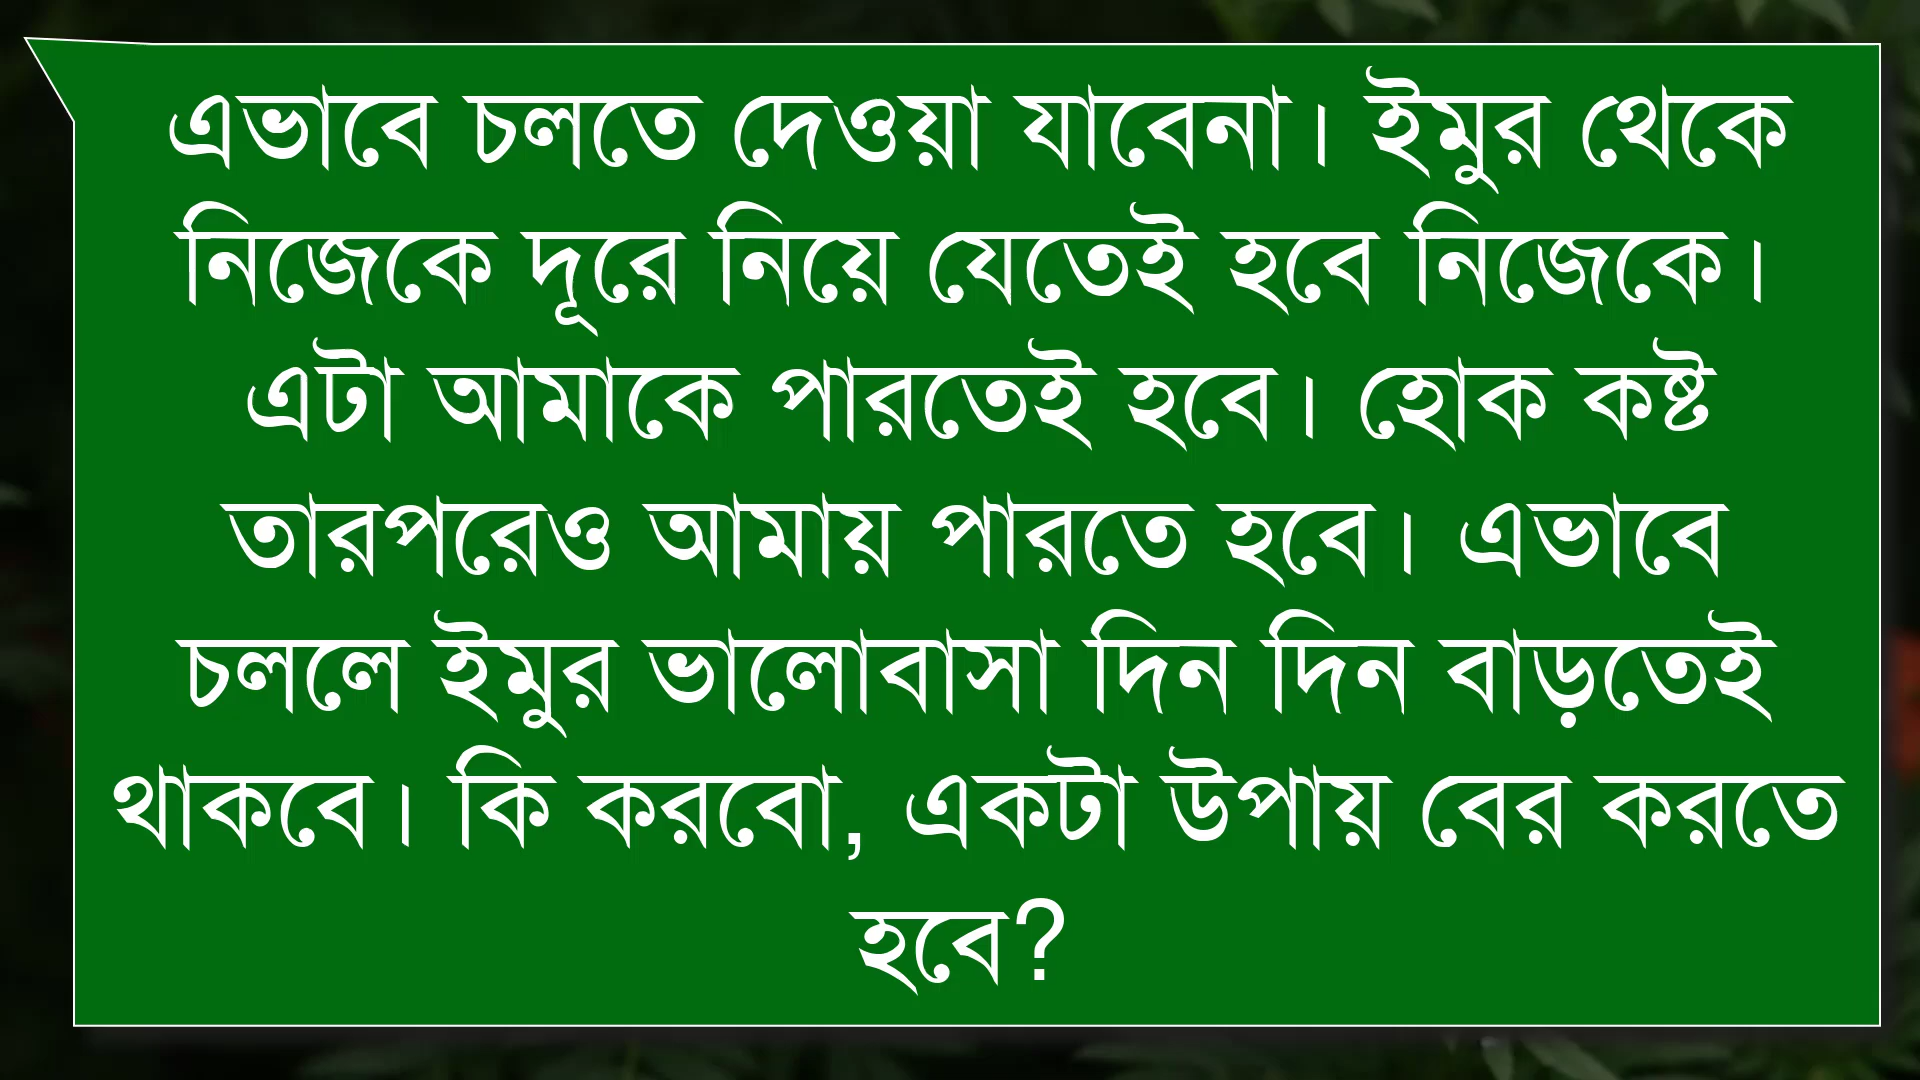 এভাবে চলতে দেওয়া যাবেনা। ইমুর থেকে
নিজেকে দূরে নিয়ে যেতেই হবে নিজেকে।
এটা আমাকে পারতেই হবে। হোক কষ্ট
তারপরেও আমায় পারতে হবে। এভাবে
চললে ইমুর ভালোবাসা দিন দিন বাড়তেই
থাকবে। কি করবো, একটা উপায় বের করতে
হবে?